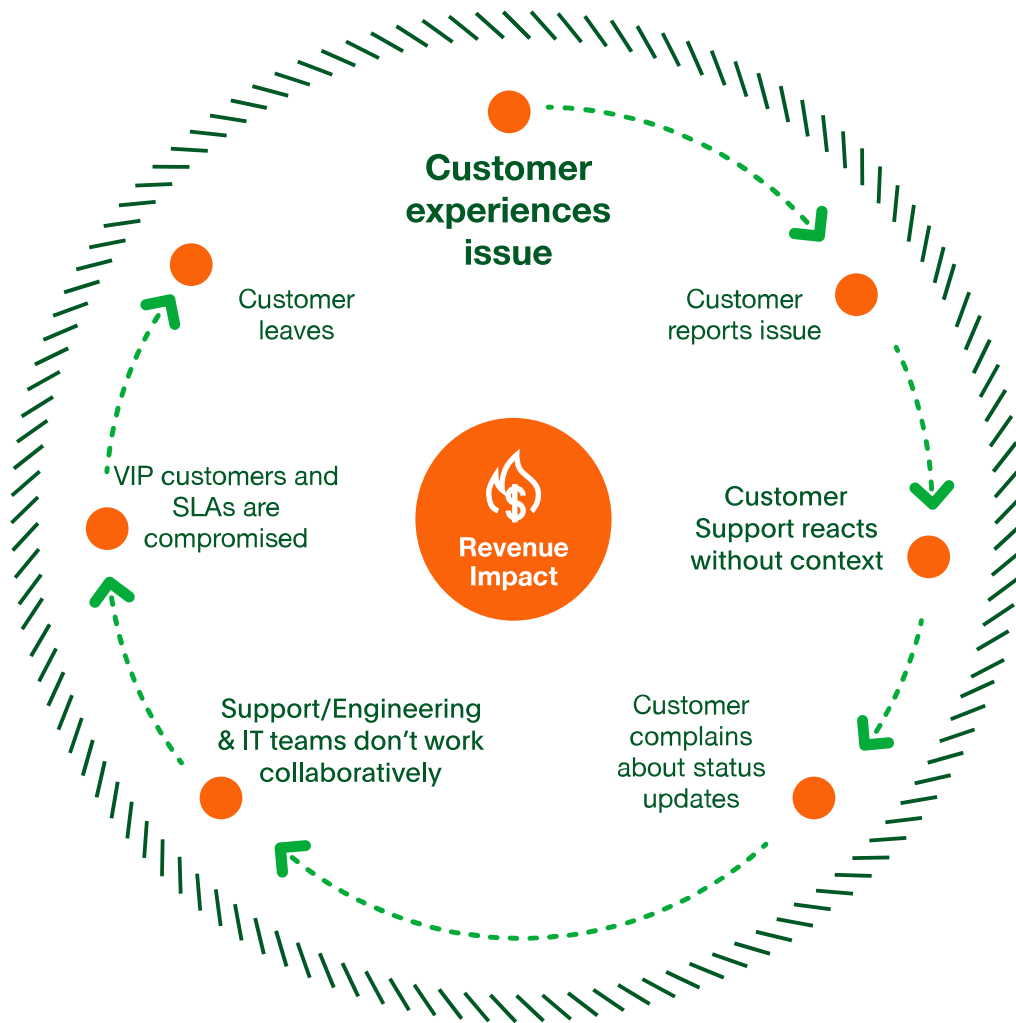 Customer
experiences
issue
Customer
reports issue
Customer
Support reacts
without context
Customer
complains
about status
updates
Support/Engineering
& IT teams don’t work
collaboratively
VIP customers and
SLAs are
compromised
Customer
leaves
$
Revenue
Impact